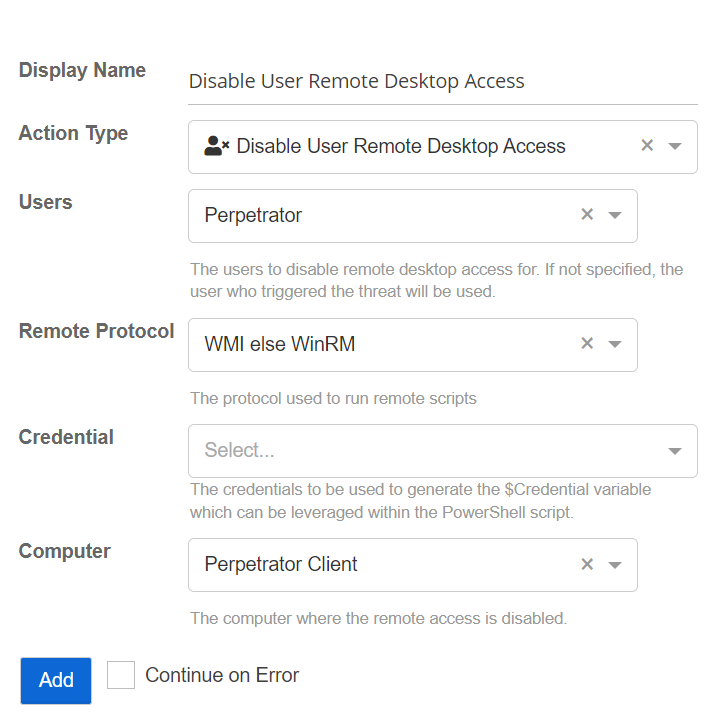 Display Name
Disable User Remote Desktop Access
Action Type
Disable User Remote Desktop Access
Users
Perpetrator
The users to disable remote desktop access for. If not specified, the
user who triggered the threat will be used.
Remote Protocol
WMI else WinRM
The protocol used to run remote scripts
Credential
Select...
The credentials to be used to generate the $Credential variable
which can be leveraged within the PowerShell script.
Computer
Perpetrator Client
The computer where the remote access is disabled.
Add
Continue on Error